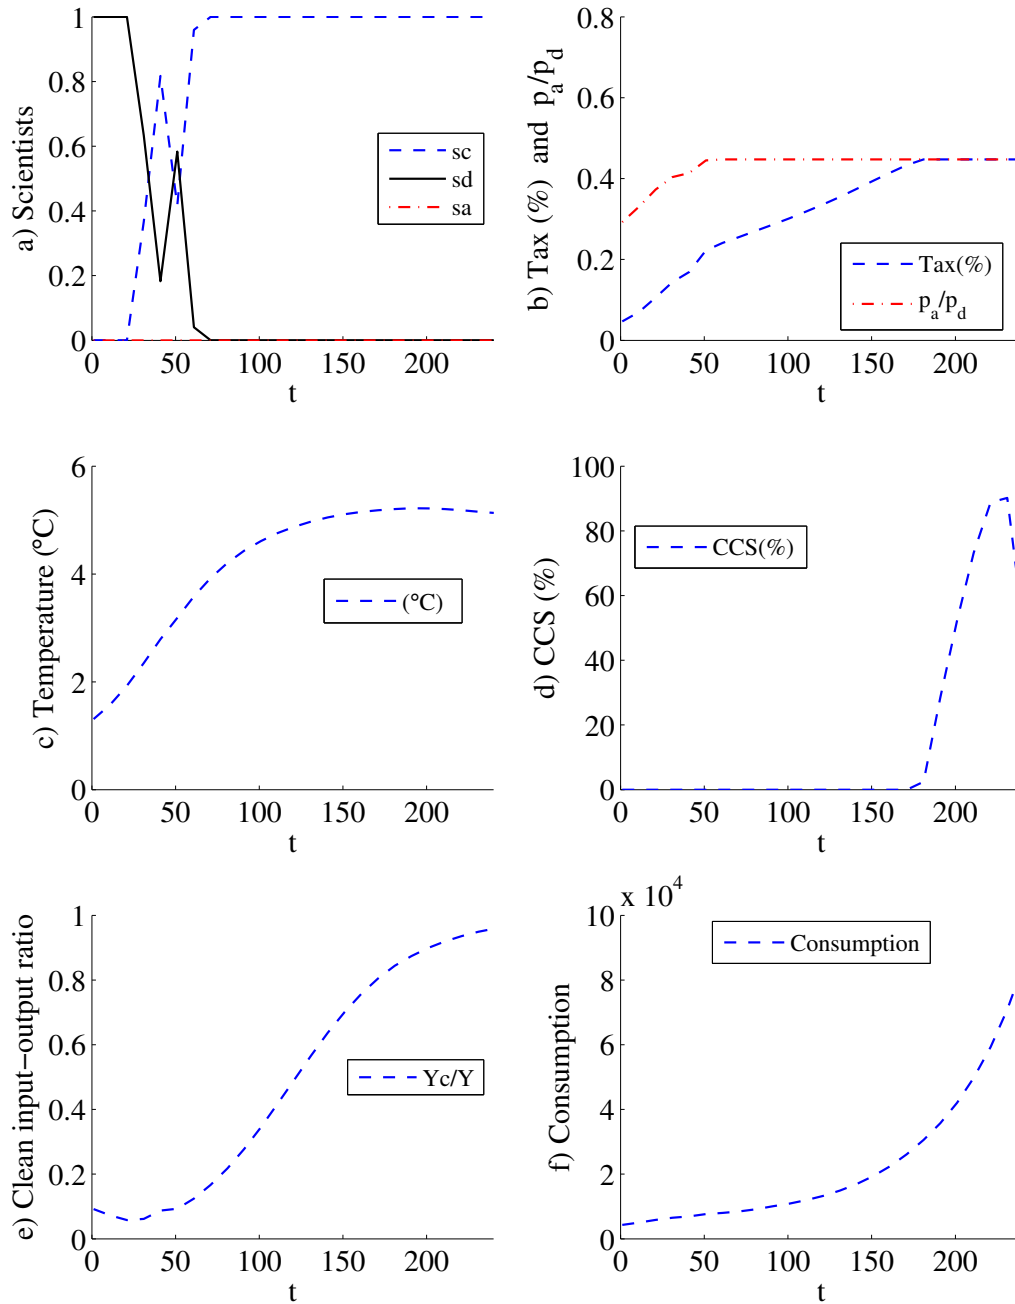 a) Scientists
1
0.8
0.6
0.4
0.2
0
0 50 100 150 200
t
sc
sd
sa
b) Tax (%) and p_a/p_d
0.8
0.6
0.4
0.2
0
0 50 100 150 200
t
Tax(%)
p_a/p_d
c) Temperature (°C)
6
4
2
0
0 50 100 150 200
t
(°C)
d) CCS (%)
100
80
60
40
20
0
0 50 100 150 200
t
CCS(%)
e) Clean input−output ratio
1
0.8
0.6
0.4
0.2
0
0 50 100 150 200
t
Yc/Y
f) Consumption
x 10^4
10
8
6
4
2
0
0 50 100 150 200
t
Consumption